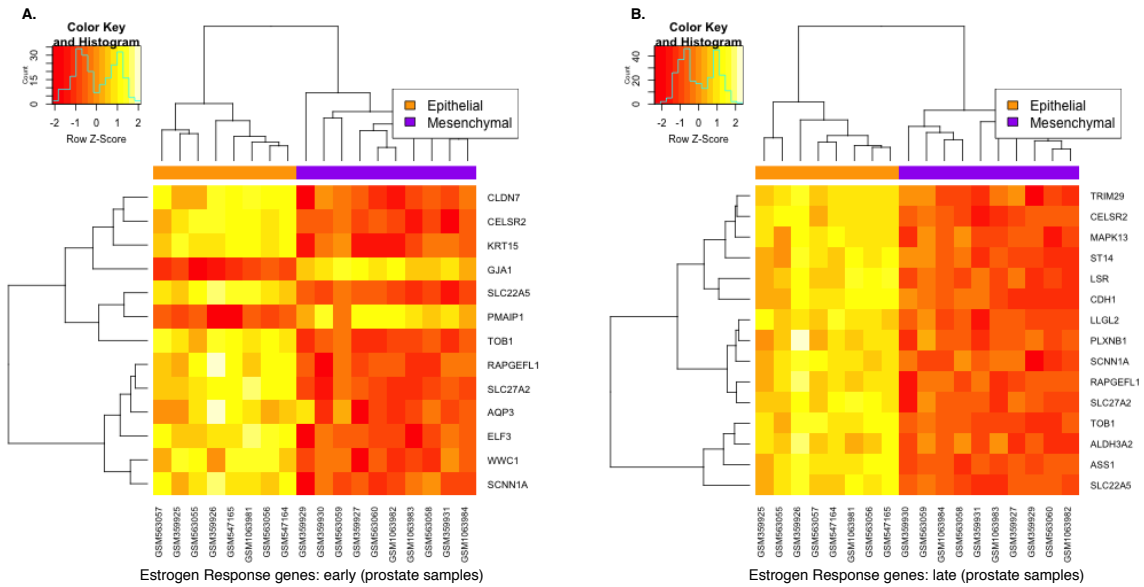 A.
Color Key
and Histogram
Count
0 15 30
-2 -1 0 1 2
Row Z-Score
Epithelial
Mesenchymal
CLDN7
CELSR2
KRT15
GJA1
SLC22A5
PMAIP1
TOB1
RAPGEFL1
SLC27A2
AQP3
ELF3
WWC1
SCNN1A
GSM563057
GSM359925
GSM563055
GSM359926
GSM547165
GSM1063981
GSM563056
GSM547164
GSM359929
GSM359930
GSM563059
GSM359927
GSM563060
GSM1063982
GSM1063983
GSM563058
GSM359931
GSM1063984
Estrogen Response genes: early (prostate samples)
B.
Color Key
and Histogram
Count
0 20 40
-2 -1 0 1 2
Row Z-Score
Epithelial
Mesenchymal
TRIM29
CELSR2
MAPK13
ST14
LSR
CDH1
LLGL2
PLXNB1
SCNN1A
RAPGEFL1
SLC27A2
TOB1
ALDH3A2
ASS1
SLC22A5
GSM359925
GSM563055
GSM359926
GSM563057
GSM547164
GSM1063981
GSM563056
GSM547165
GSM359930
GSM563059
GSM1063984
GSM563058
GSM359931
GSM1063983
GSM359927
GSM359929
GSM563060
GSM1063982
Estrogen Response genes: late (prostate samples)